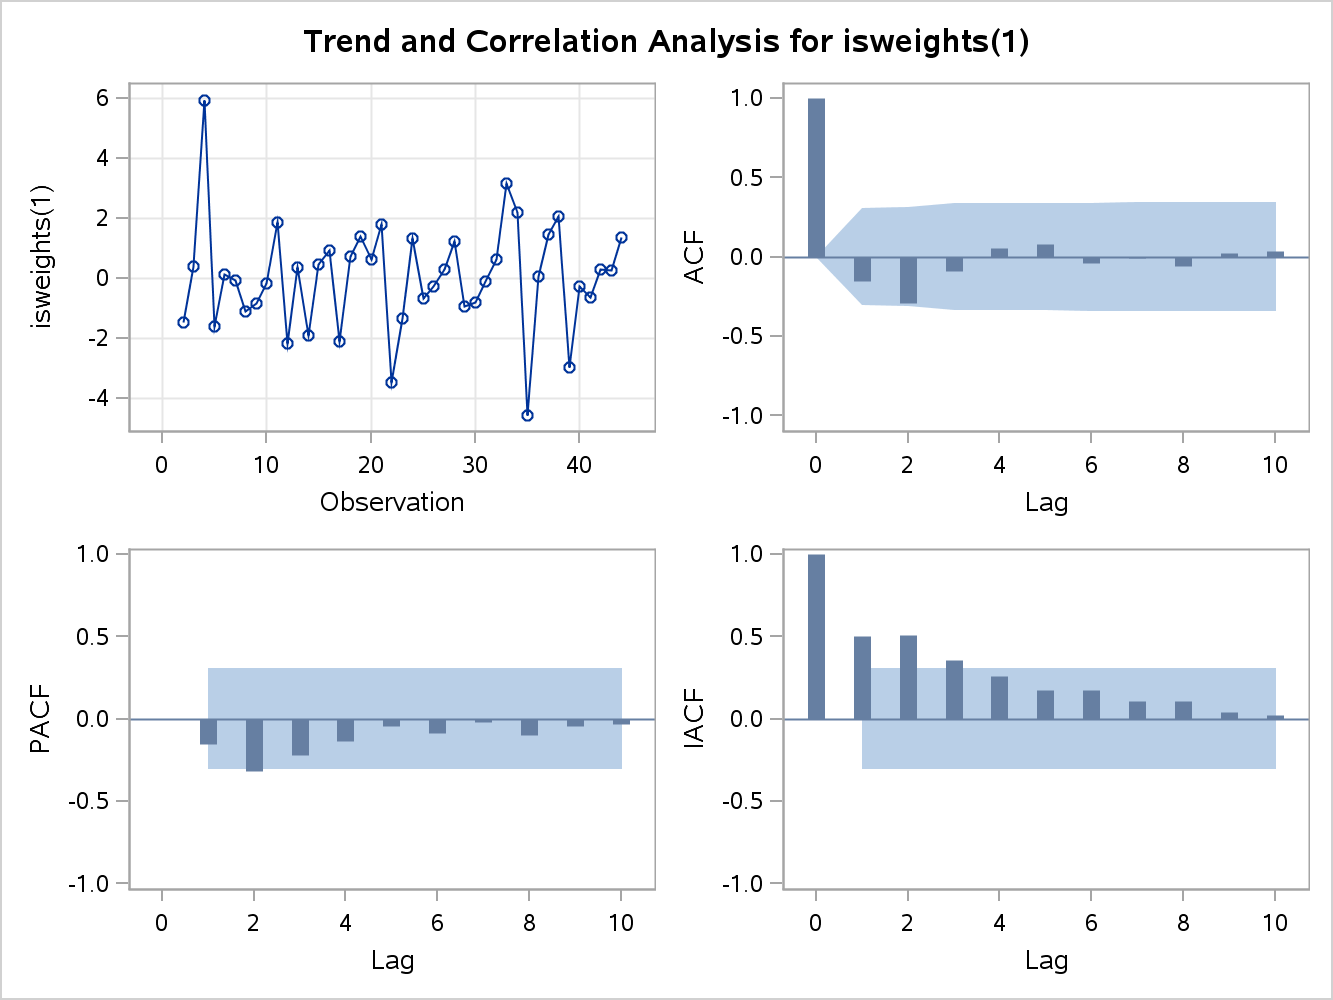 Trend and Correlation Analysis for isweights(1)
isweights(1)
6
4
2
0
-2
-4
0 10 20 30 40
Observation
ACF
1.0
0.5
0.0
-0.5
-1.0
0 2 4 6 8 10
Lag
PACF
1.0
0.5
0.0
-0.5
-1.0
0 2 4 6 8 10
Lag
IACF
1.0
0.5
0.0
-0.5
-1.0
0 2 4 6 8 10
Lag